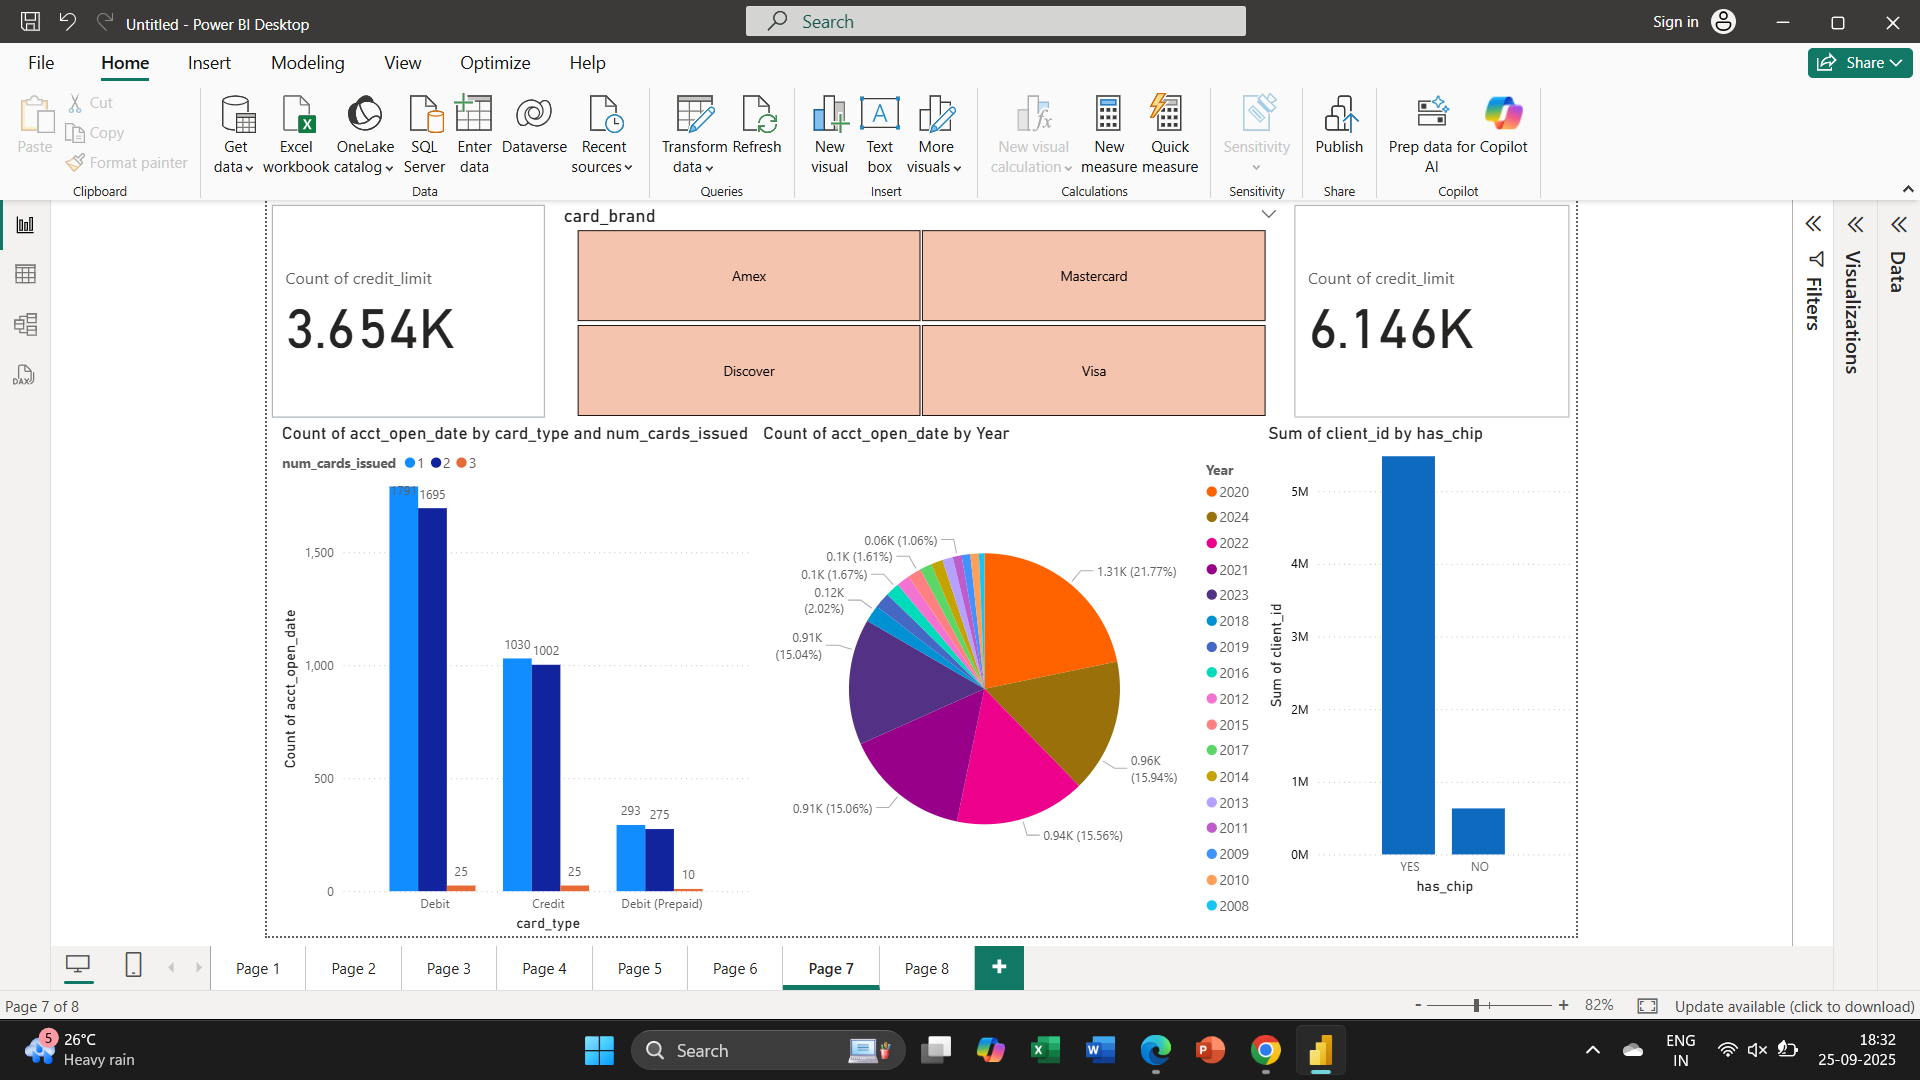 Untitled - Power BI Desktop
Search
Sign in
File
Home
Insert
Modeling
View
Optimize
Help
Share
Paste
Cut
Copy
Format painter
Clipboard
Get data
Excel workbook
OneLake catalog
SQL Server
Enter data
Dataverse
Recent sources
Data
Transform data
Refresh
Queries
New visual
Text box
More visuals
Insert
New visual calculation
New measure
Quick measure
Calculations
Sensitivity
Sensitivity
Publish
Share
Prep data for AI
Copilot
Copilot
DAX
Count of credit_limit
3.654K
card_brand
Amex
Mastercard
Discover
Visa
Count of credit_limit
6.146K
Filters
Visualizations
Data
Count of acct_open_date by card_type and num_cards_issued
num_cards_issued 1 2 3
Count of acct_open_date
1,500
1,000
500
0
1791
1695
25
1030
1002
25
293
275
10
Debit
Credit
Debit (Prepaid)
card_type
Count of acct_open_date by Year
0.06K (1.06%)
0.1K (1.61%)
0.1K (1.67%)
0.12K
(2.02%)
0.91K
(15.04%)
0.91K (15.06%)
0.94K (15.56%)
0.96K
(15.94%)
1.31K (21.77%)
Year
2020
2024
2022
2021
2023
2018
2019
2016
2012
2015
2017
2014
2013
2011
2009
2010
2008
Sum of client_id by has_chip
Sum of client_id
5M
4M
3M
2M
1M
0M
YES
NO
has_chip
Page 1
Page 2
Page 3
Page 4
Page 5
Page 6
Page 7
Page 8
+
Page 7 of 8
- + 82%
Update available (click to download)
5
26°C
Heavy rain
Search
ENG
IN
18:32
25-09-2025